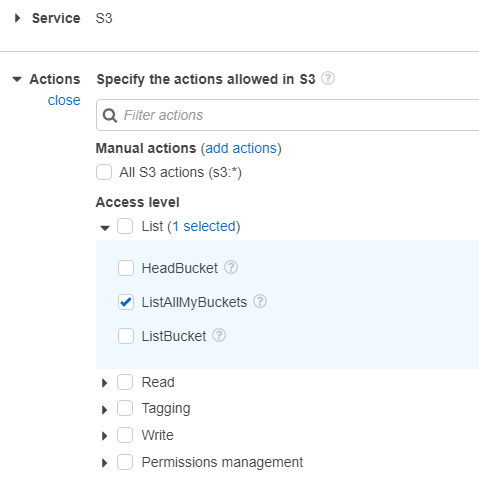 Service S3
Actions Specify the actions allowed in S3 ?
close
Filter actions
Manual actions (add actions)
All S3 actions (s3:*)
Access level
List (1 selected)
HeadBucket ?
ListAllMyBuckets ?
ListBucket ?
Read
Tagging
Write
Permissions management